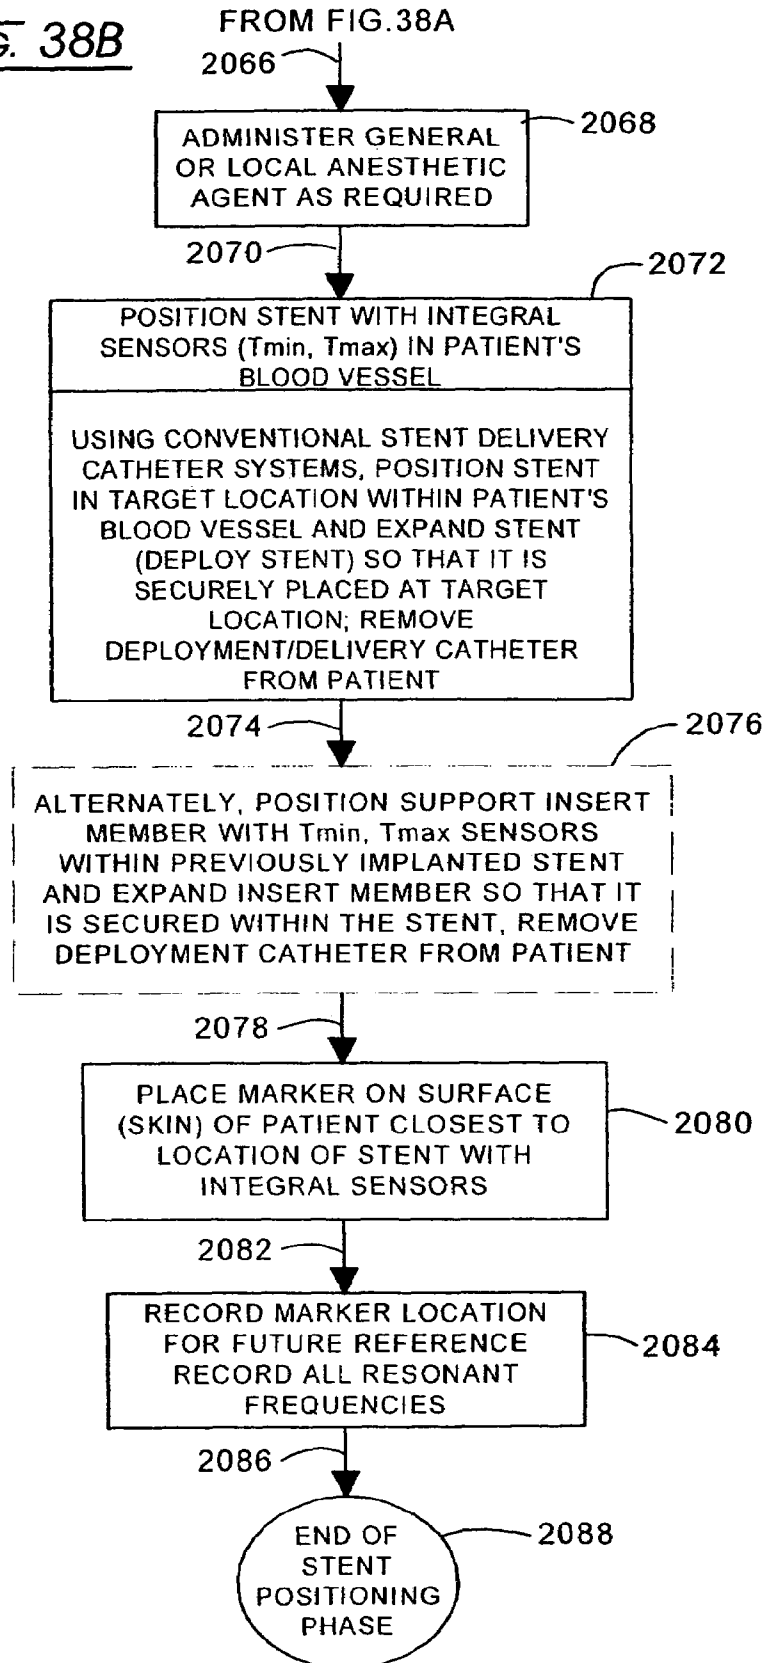 G. 38B
FROM FIG.38A
2066
ADMINISTER GENERAL
OR LOCAL ANESTHETIC
AGENT AS REQUIRED
2068
2070
2072
POSITION STENT WITH INTEGRAL
SENSORS (Tmin, Tmax) IN PATIENT'S
BLOOD VESSEL
USING CONVENTIONAL STENT DELIVERY
CATHETER SYSTEMS, POSITION STENT
IN TARGET LOCATION WITHIN PATIENT'S
BLOOD VESSEL AND EXPAND STENT
(DEPLOY STENT) SO THAT IT IS
SECURELY PLACED AT TARGET
LOCATION; REMOVE
DEPLOYMENT/DELIVERY CATHETER
FROM PATIENT
2074
2076
ALTERNATELY, POSITION SUPPORT INSERT
MEMBER WITH Tmin, Tmax SENSORS
WITHIN PREVIOUSLY IMPLANTED STENT
AND EXPAND INSERT MEMBER SO THAT IT
IS SECURED WITHIN THE STENT, REMOVE
DEPLOYMENT CATHETER FROM PATIENT
2078
PLACE MARKER ON SURFACE
(SKIN) OF PATIENT CLOSEST TO
LOCATION OF STENT WITH
INTEGRAL SENSORS
2080
2082
RECORD MARKER LOCATION
FOR FUTURE REFERENCE
RECORD ALL RESONANT
FREQUENCIES
2084
2086
END OF
STENT
POSITIONING
PHASE
2088